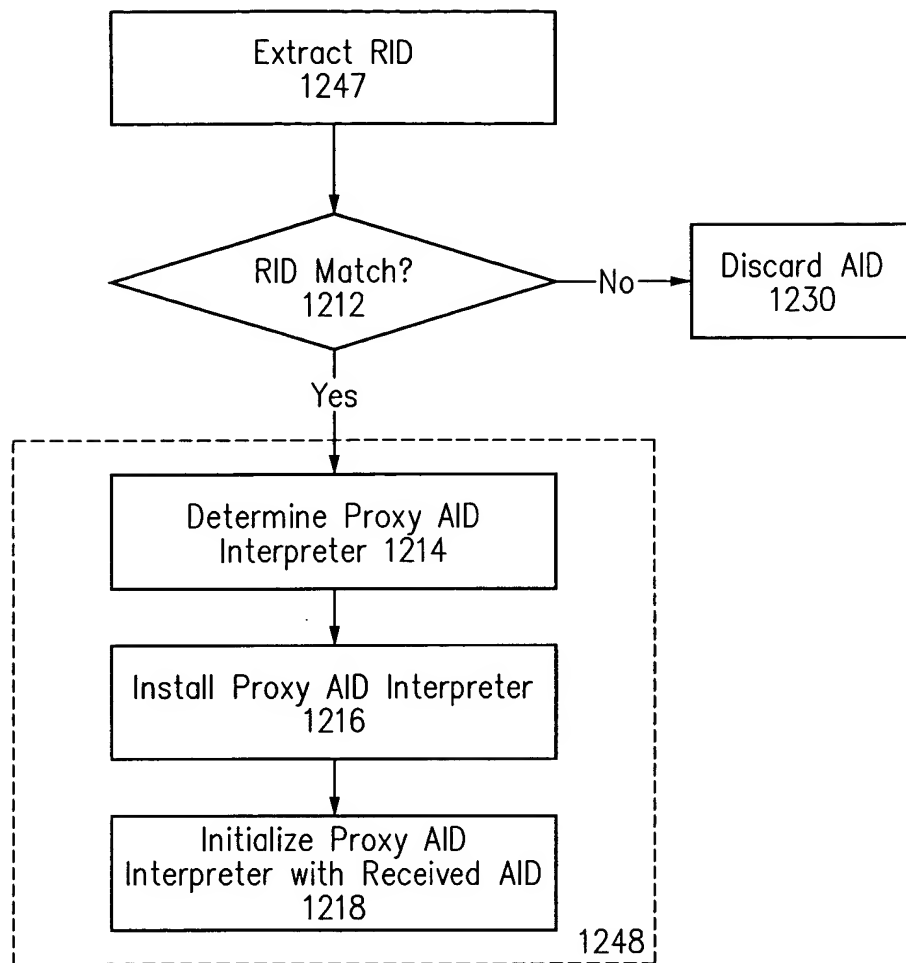 Extract RID
1247
RID Match?
1212
No
Discard AID
1230
Yes
Determine Proxy AID
Interpreter 1214
Install Proxy AID Interpreter
1216
Initialize Proxy AID
Interpreter with Received AID
1218
1248